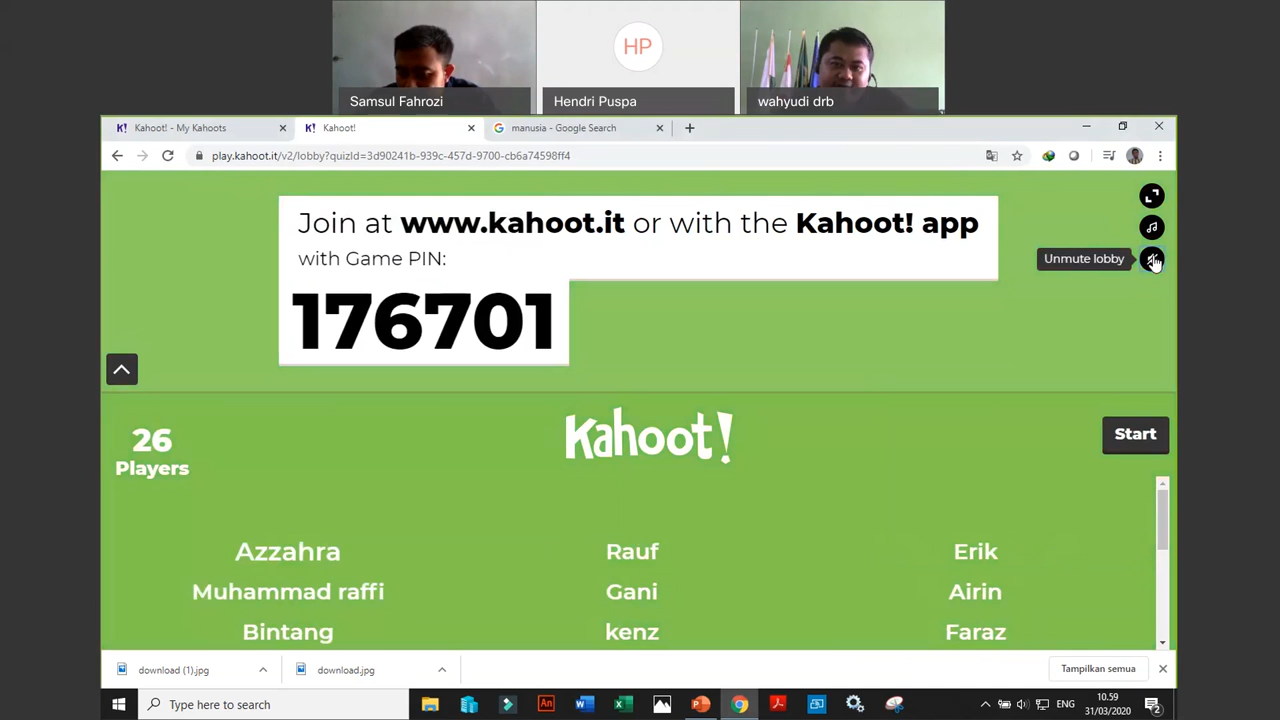 HP
Samsul Fahrozi
Hendri Puspa
wahyudi drb
K! Kahoot! - My Kahoots
K! Kahoot!
G manusia - Google Search
play.kahoot.it/v2/lobby?quizId=3d90241b-939c-457d-9700-cb6a74598ff4
Join at www.kahoot.it or with the Kahoot! app
with Game PIN:
Unmute lobby
176701
26
Players
Kahoot!
Start
Azzahra
Rauf
Erik
Muhammad raffi
Gani
Airin
Bintang
kenz
Faraz
download (1).jpg
download.jpg
Tampilkan semua
Type here to search
An
ENG
10.59
31/03/2020
2